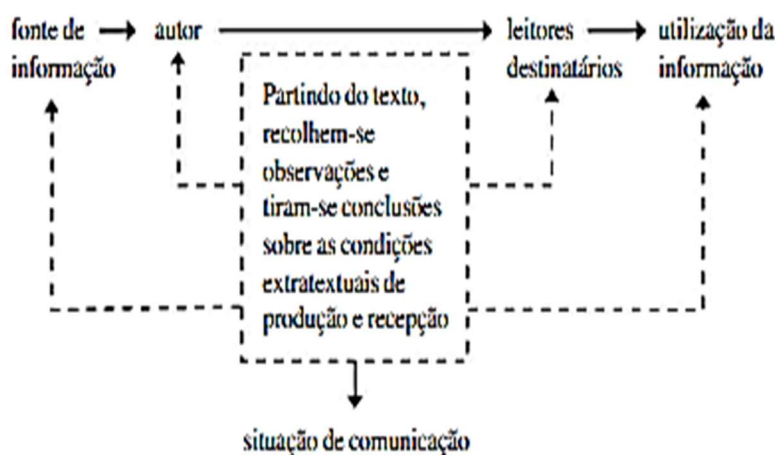 fonte de
informação
autor
leitores
destinatários
utilização da
informação
Partindo do texto,
recolhem-se
observações e
tiram-se conclusões
sobre as condições
extratextuais de
produção e recepção
situação de comunicação